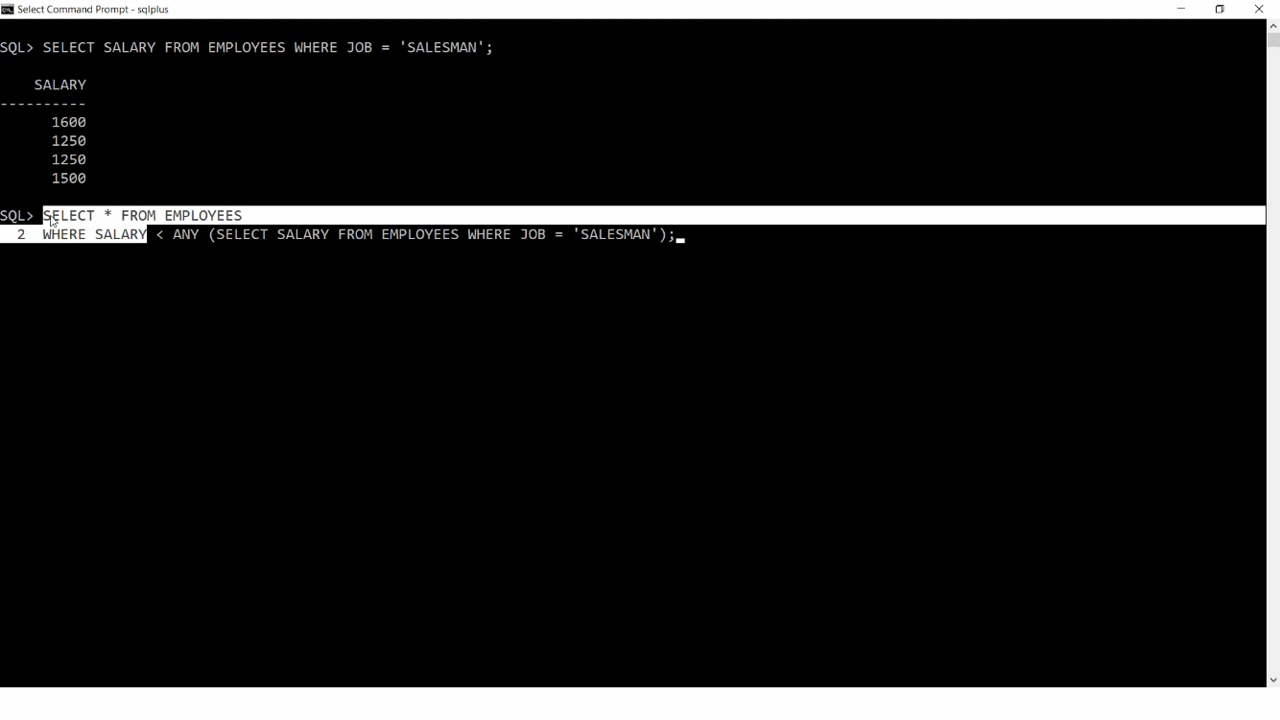 Select Command Prompt - sqlplus
SQL> SELECT SALARY FROM EMPLOYEES WHERE JOB = 'SALESMAN';
SALARY
----------
1600
1250
1250
1500
SQL> SELECT * FROM EMPLOYEES
2 WHERE SALARY < ANY (SELECT SALARY FROM EMPLOYEES WHERE JOB = 'SALESMAN');